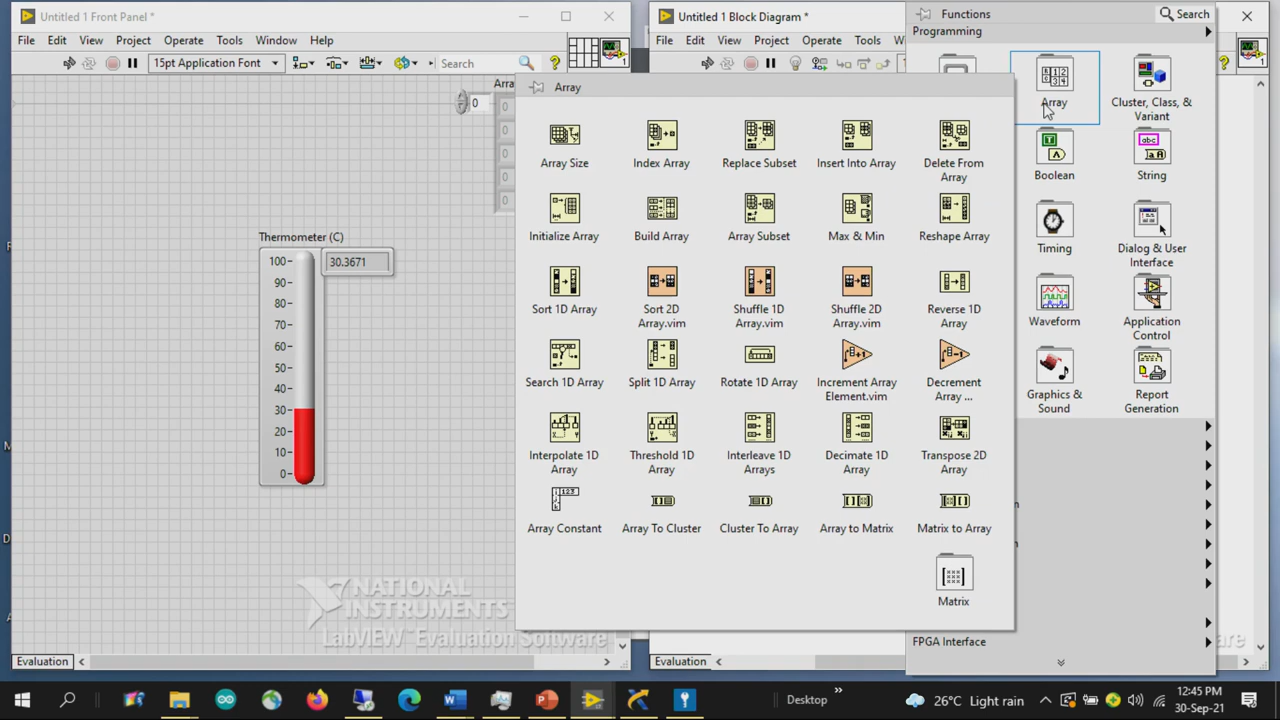 Untitled 1 Front Panel *
File Edit View Project Operate Tools Window Help
15pt Application Font
Search
1
Untitled 1 Block Diagram *
File Edit View Project Operate Tools
1
Functions
Search
Programming
Array
Cluster, Class, & Variant
Boolean
String
Timing
Dialog & User Interface
Waveform
Application Control
Graphics & Sound
Report Generation
FPGA Interface
Array
Array Size
Index Array
Replace Subset
Insert Into Array
Delete From Array
Initialize Array
Build Array
Array Subset
Max & Min
Reshape Array
Sort 1D Array
Sort 2D Array.vim
Shuffle 1D Array.vim
Shuffle 2D Array.vim
Reverse 1D Array
Search 1D Array
Split 1D Array
Rotate 1D Array
Increment Array Element.vim
Decrement Array ...
Interpolate 1D Array
Threshold 1D Array
Interleave 1D Arrays
Decimate 1D Array
Transpose 2D Array
Array Constant
Array To Cluster
Cluster To Array
Array to Matrix
Matrix to Array
Matrix
Arra
0
0
0
0
0
0
Thermometer (C)
30.3671
100
90
80
70
60
50
40
30
20
10
0
NATIONAL
INSTRUMENTS
LabVIEW Evaluation Software
Evaluation
Evaluation
Desktop
26°C Light rain
12:45 PM
30-Sep-21